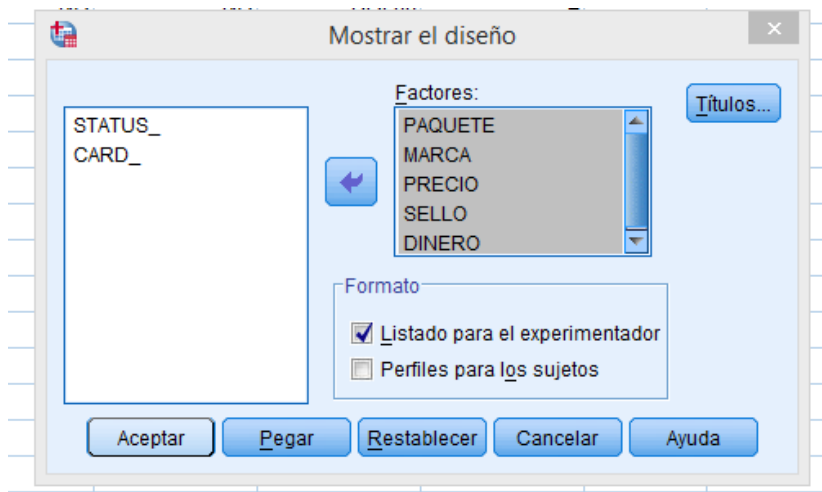 Mostrar el diseño
Factores:
Títulos...
STATUS_
CARD_
PAQUETE
MARCA
PRECIO
SELLO
DINERO
Formato
Listado para el experimentador
Perfiles para los sujetos
Aceptar Pegar Restablecer Cancelar Ayuda